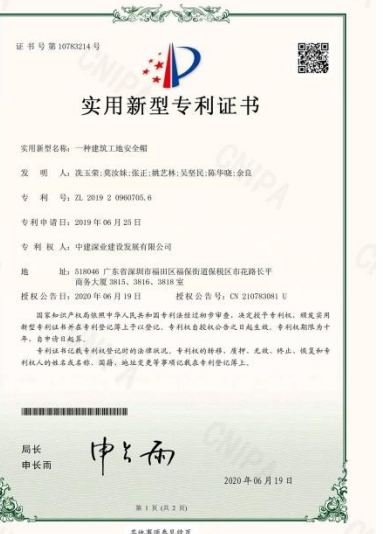 证书号第10783214号
实用新型专利证书
实用新型名称：一种建筑工地安全帽
发明人：冼玉荣;莫汝妹;张正;姚艺林;吴坚民;陈华晓;余良
专利号：ZL 2019 2 0960705.6
专利申请日：2019年06月25日
专利权人：中建深业建设发展有限公司
地址：518046 广东省深圳市福田区福保街道保税区市花路长平
商务大厦3815、3816、3818室
授权公告日：2020年06月19日 授权公告号：CN 210783081 U
国家知识产权局依照中华人民共和国专利法经过初步审查，决定授予专利权，颁发实用
新型专利证书并在专利登记簿上予以登记。专利权自授权公告之日起生效。专利权期限为十
年，自申请日起算。
专利证书记载专利权登记时的法律状况。专利权的转移、质押、无效、终止、恢复和专
利权人的姓名或名称、国籍、地址变更等事项记载在专利登记簿上。
局长
申长雨
申长雨
2020年06月19日
第 1 页 (共 2 页)
其他事项参见续页
CNIPA
CNIPA
CNIPA